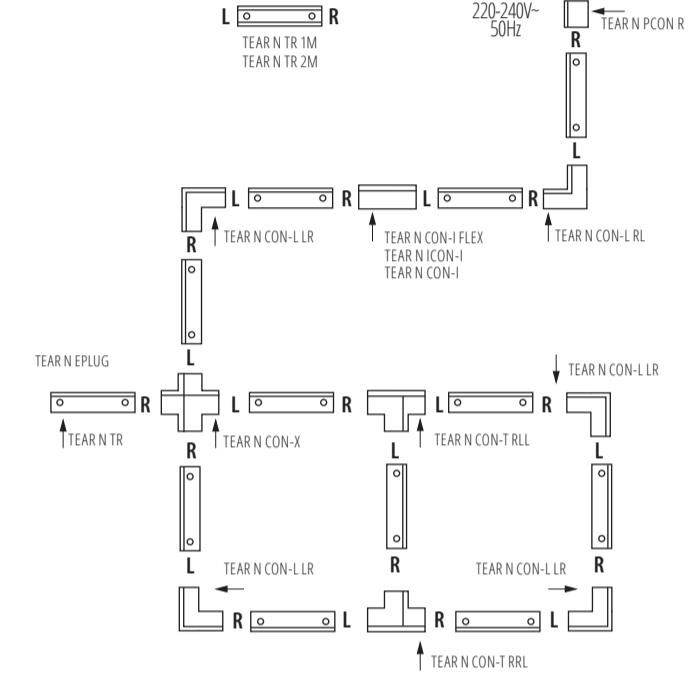 L R
TEAR N TR 1M
TEAR N TR 2M
220-240V~
50Hz
TEAR N PCON R
R
L
L R L R
TEAR N CON-L LR
TEAR N CON-I FLEX
TEAR N ICON-I
TEAR N CON-I
TEAR N CON-L RL
R
L
TEAR N EPLUG
TEAR N CON-L LR
R L R L R
TEAR N TR
TEAR N CON-X
TEAR N CON-T RLL
R L L
L R R
TEAR N CON-L LR
TEAR N CON-L LR
R L R L
TEAR N CON-T RRL